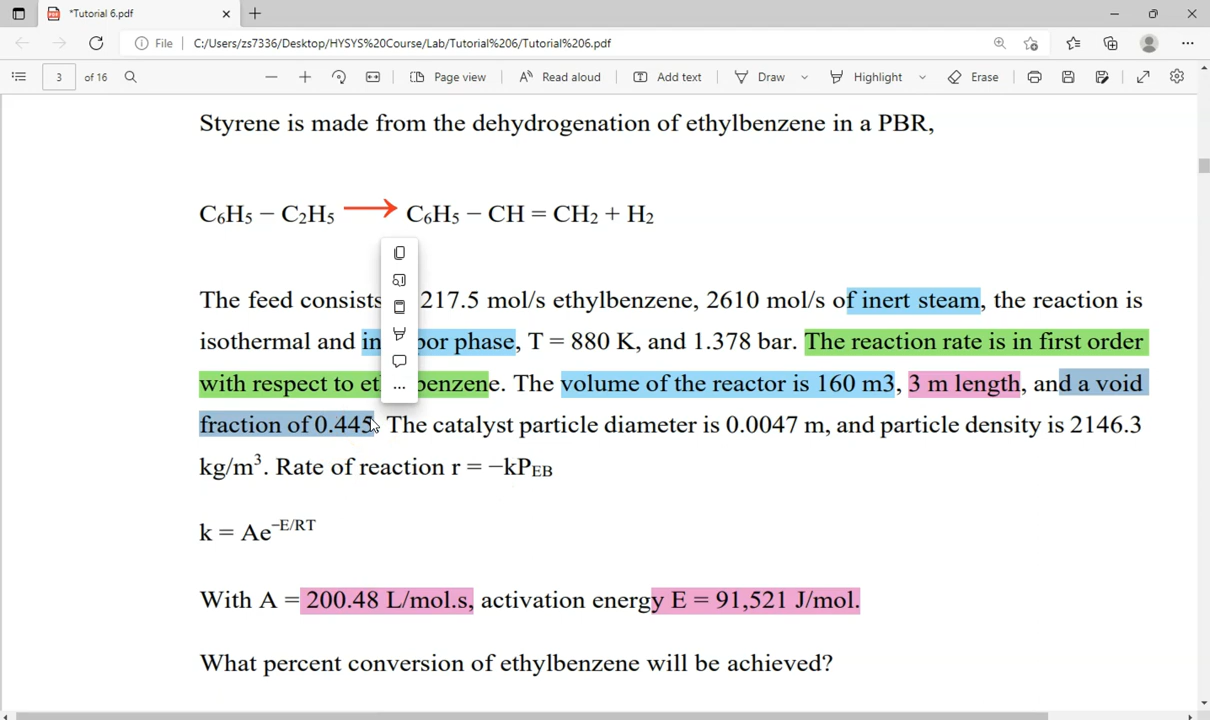 *Tutorial 6.pdf
File C:/Users/zs7336/Desktop/HYSYS%20Course/Lab/Tutorial%206/Tutorial%206.pdf
3 of 16 Page view Read aloud Add text Draw Highlight Erase
Styrene is made from the dehydrogenation of ethylbenzene in a PBR,
C6H5 − C2H5 → C6H5 − CH = CH2 + H2
The feed consists 217.5 mol/s ethylbenzene, 2610 mol/s of inert steam, the reaction is
isothermal and in por phase, T = 880 K, and 1.378 bar. The reaction rate is in first order
with respect to et benzene. The volume of the reactor is 160 m3, 3 m length, and a void
fraction of 0.445. The catalyst particle diameter is 0.0047 m, and particle density is 2146.3
kg/m³. Rate of reaction r = −kPEB
k = Ae^−E/RT
With A = 200.48 L/mol.s, activation energy E = 91,521 J/mol.
What percent conversion of ethylbenzene will be achieved?